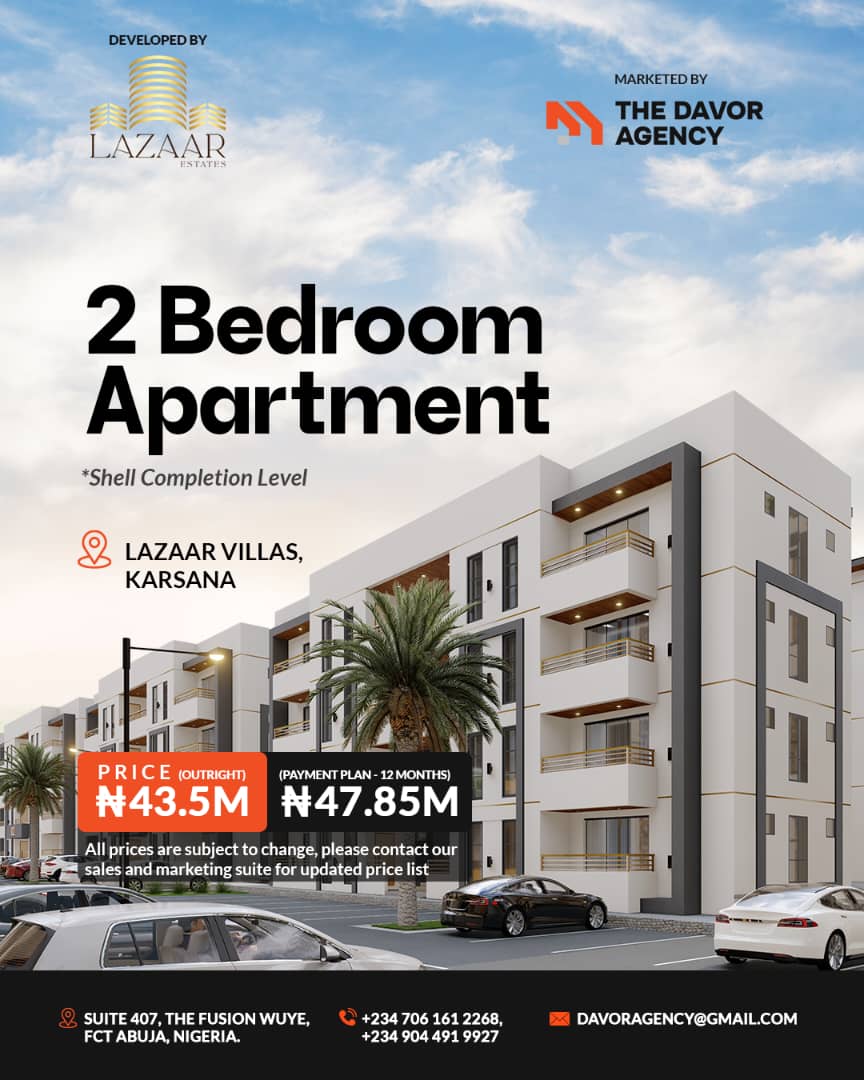 DEVELOPED BY
LAZAAR
ESTATES
MARKETED BY
THE DAVOR
AGENCY
2 Bedroom
Apartment
*Shell Completion Level
LAZAAR VILLAS,
KARSANA
PRICE (OUTRIGHT)
₦43.5M
(PAYMENT PLAN - 12 MONTHS)
₦47.85M
All prices are subject to change, please contact our
sales and marketing suite for updated price list
SUITE 407, THE FUSION WUYE,
FCT ABUJA, NIGERIA.
+234 706 161 2268,
+234 904 491 9927
DAVORAGENCY@GMAIL.COM